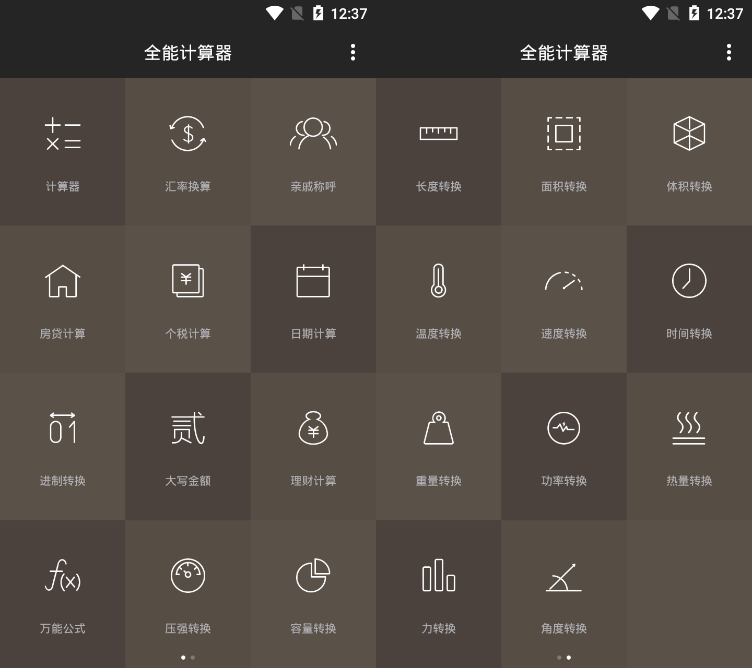 12:37
全能计算器
计算器
汇率换算
亲戚称呼
房贷计算
¥
个税计算
日期计算
01
进制转换
贰
大写金额
¥
理财计算
f(x)
万能公式
压强转换
容量转换
12:37
全能计算器
长度转换
面积转换
体积转换
温度转换
速度转换
时间转换
重量转换
功率转换
热量转换
力转换
角度转换